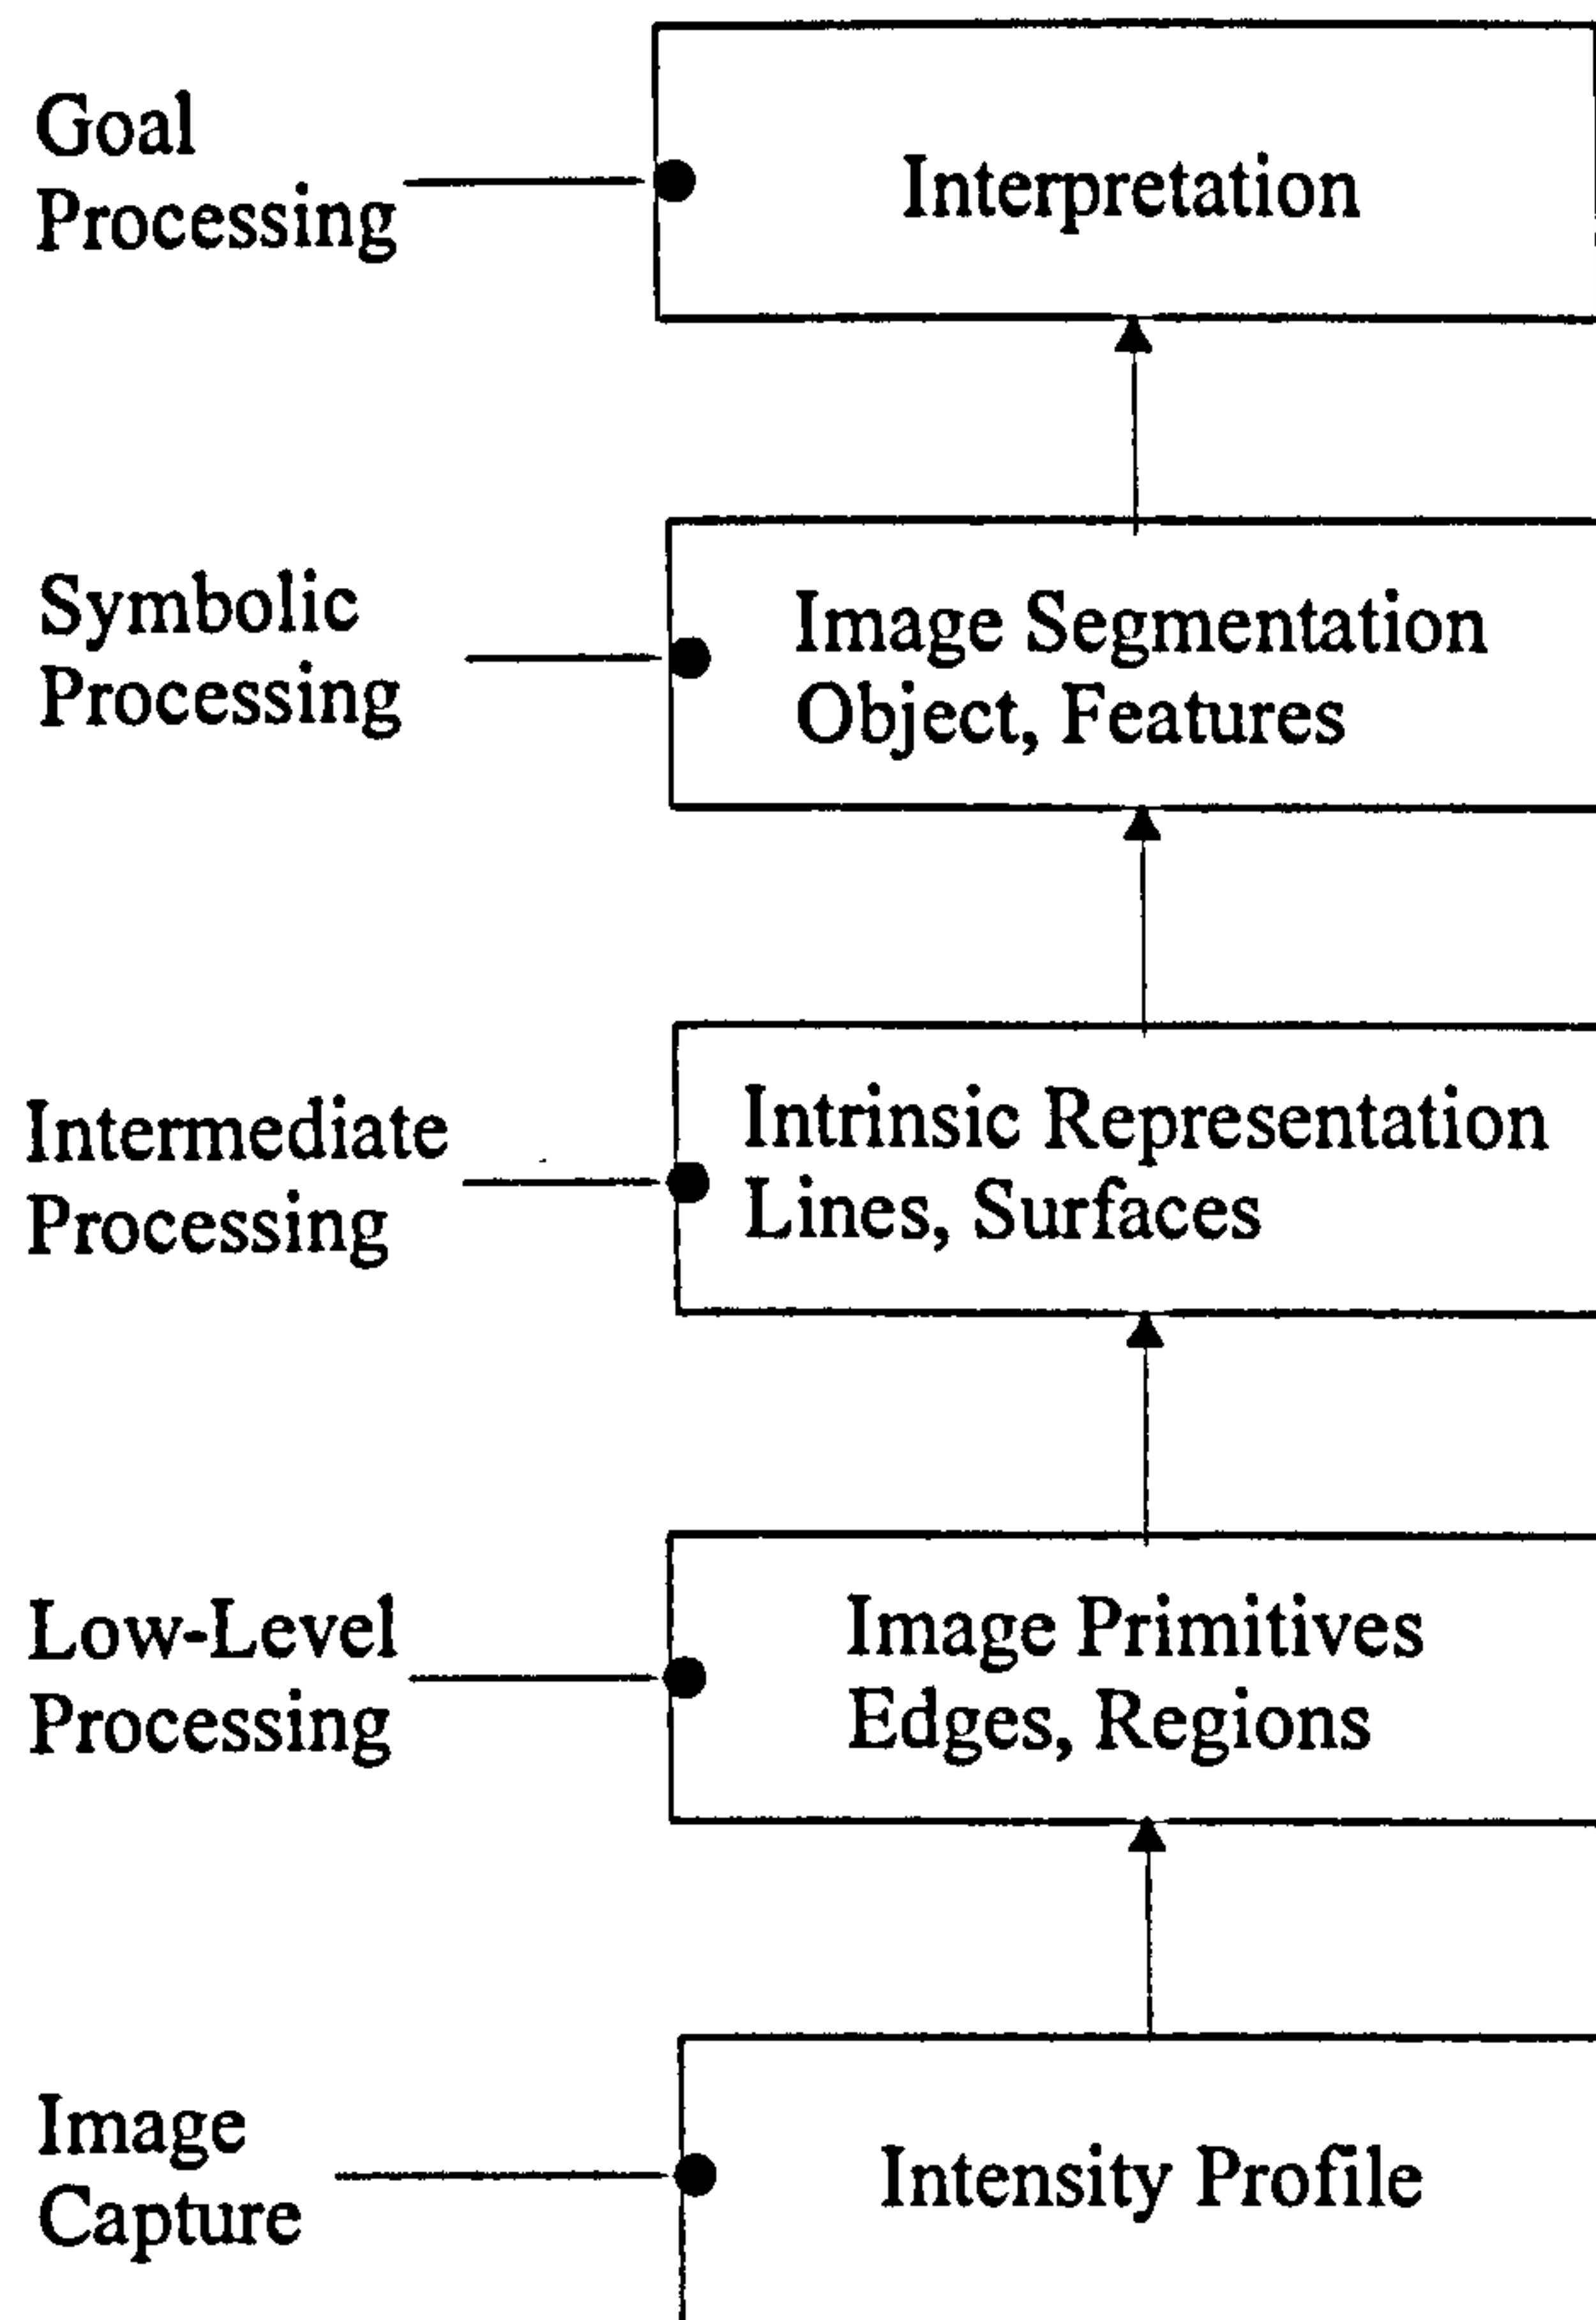 Goal
Processing
Interpretation
Symbolic
Processing
Image Segmentation
Object, Features
Intermediate
Processing
Intrinsic Representation
Lines, Surfaces
Low-Level
Processing
Image Primitives
Edges, Regions
Image
Capture
Intensity Profile